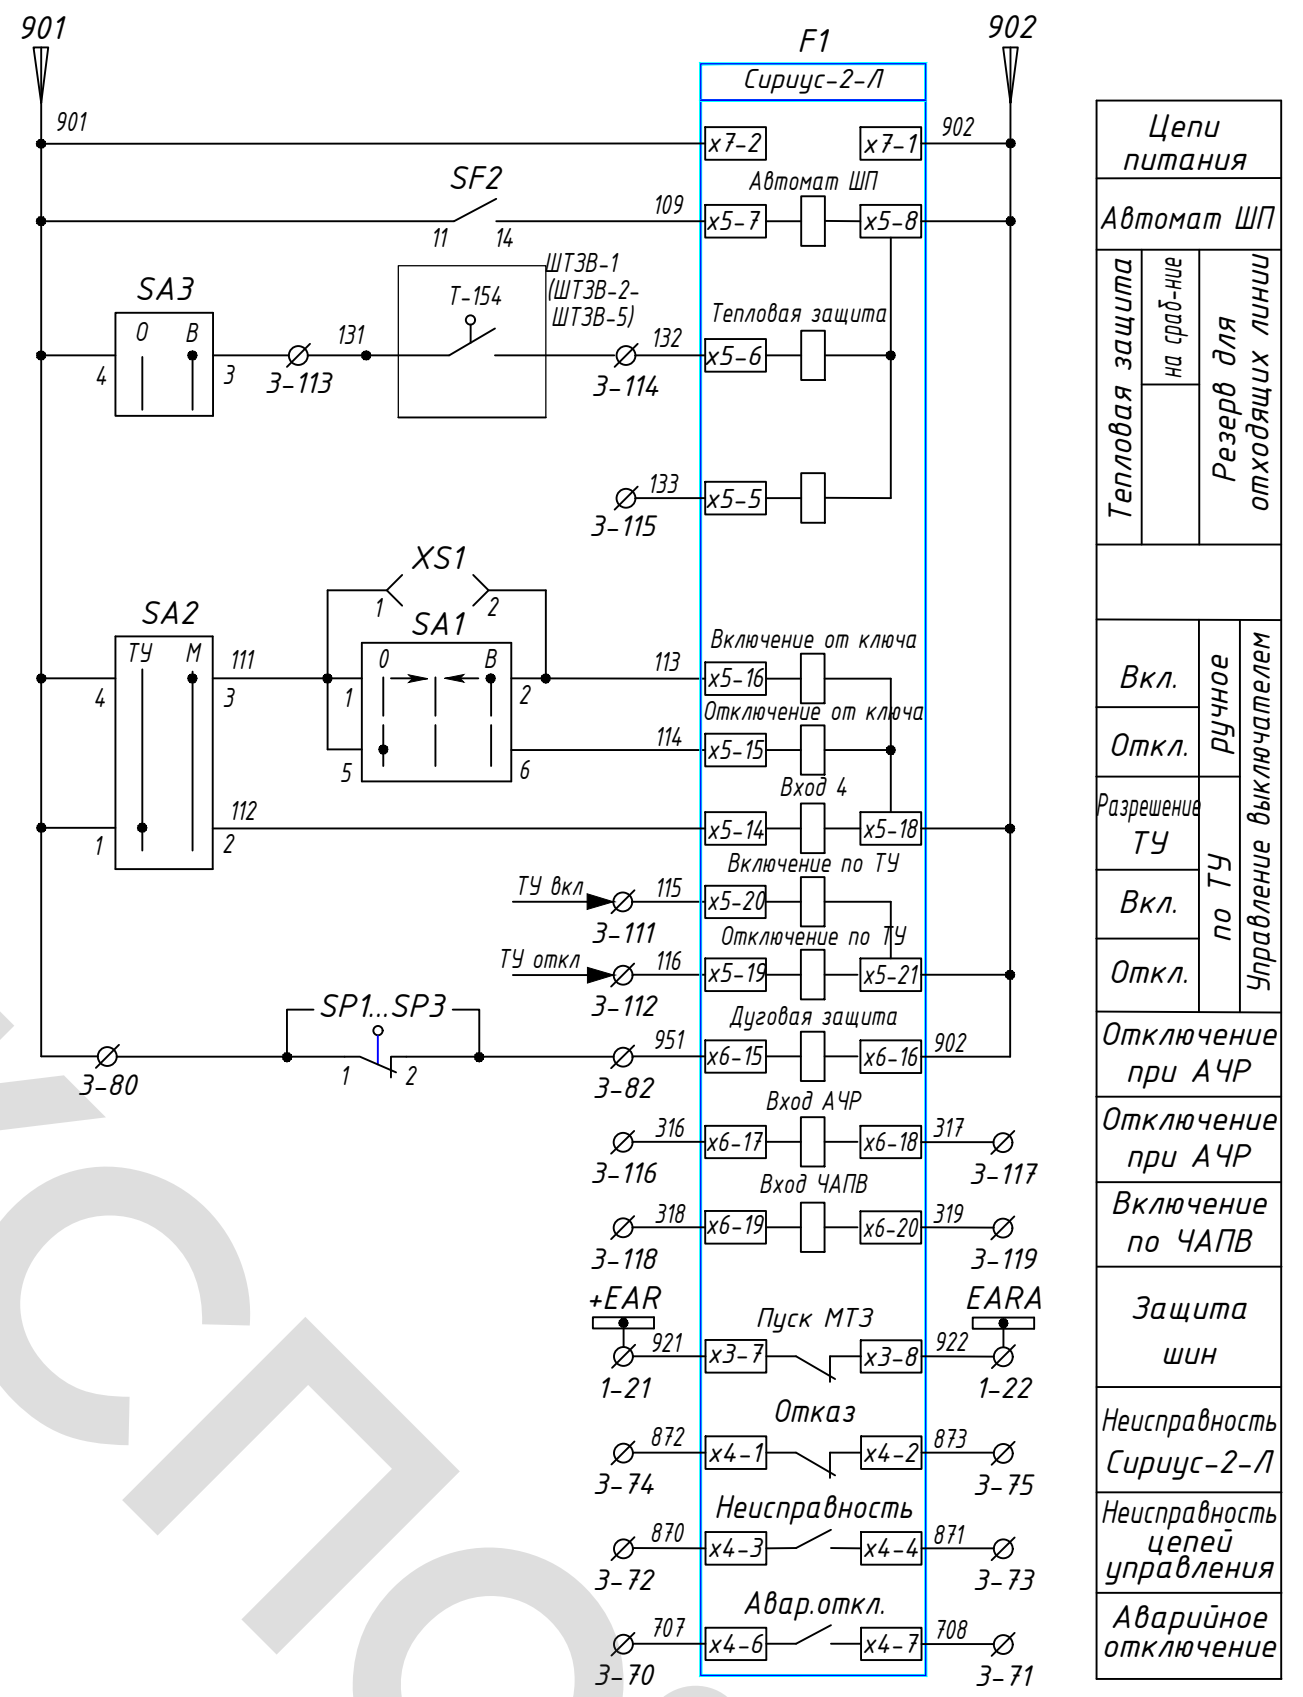 901
902
F1
Сириус-2-Л
901
x7-2
x7-1
902
Цепи
питания
SF2
11
14
109
Автомат ШП
x5-7
x5-8
Автомат ШП
SA3
О
В
4
3
131
3-113
Т-154
ШТЗВ-1
(ШТЗВ-2-
ШТЗВ-5)
132
3-114
Тепловая защита
x5-6
133
3-115
x5-5
Тепловая защита
на сраб-ние
Резерв для
отходящих линии
SA2
ТУ
М
4
3
1
2
111
112
XS1
1
2
SA1
О
В
1
2
5
6
113
Включение от ключа
x5-16
114
Отключение от ключа
x5-15
Вход 4
x5-14
x5-18
Вкл.
Откл.
ручное
Разрешение
ТУ
Вкл.
Откл.
по ТУ
Управление выключателем
ТУ вкл
115
3-111
Включение по ТУ
x5-20
ТУ откл
116
3-112
Отключение по ТУ
x5-19
x5-21
3-80
SP1...SP3
1
2
951
3-82
Дуговая защита
x6-15
x6-16
902
Отключение
при АЧР
316
3-116
Вход АЧР
x6-17
x6-18
317
3-117
Отключение
при АЧР
318
3-118
Вход ЧАПВ
x6-19
x6-20
319
3-119
Включение
по ЧАПВ
+EAR
921
1-21
Пуск МТЗ
x3-7
x3-8
922
EARA
1-22
Защита
шин
872
3-74
Отказ
x4-1
x4-2
873
3-75
Неисправность
Сириус-2-Л
870
3-72
Неисправность
x4-3
x4-4
871
3-73
Неисправность
цепей
управления
707
3-70
Авар.откл.
x4-6
x4-7
708
3-71
Аварийное
отключение